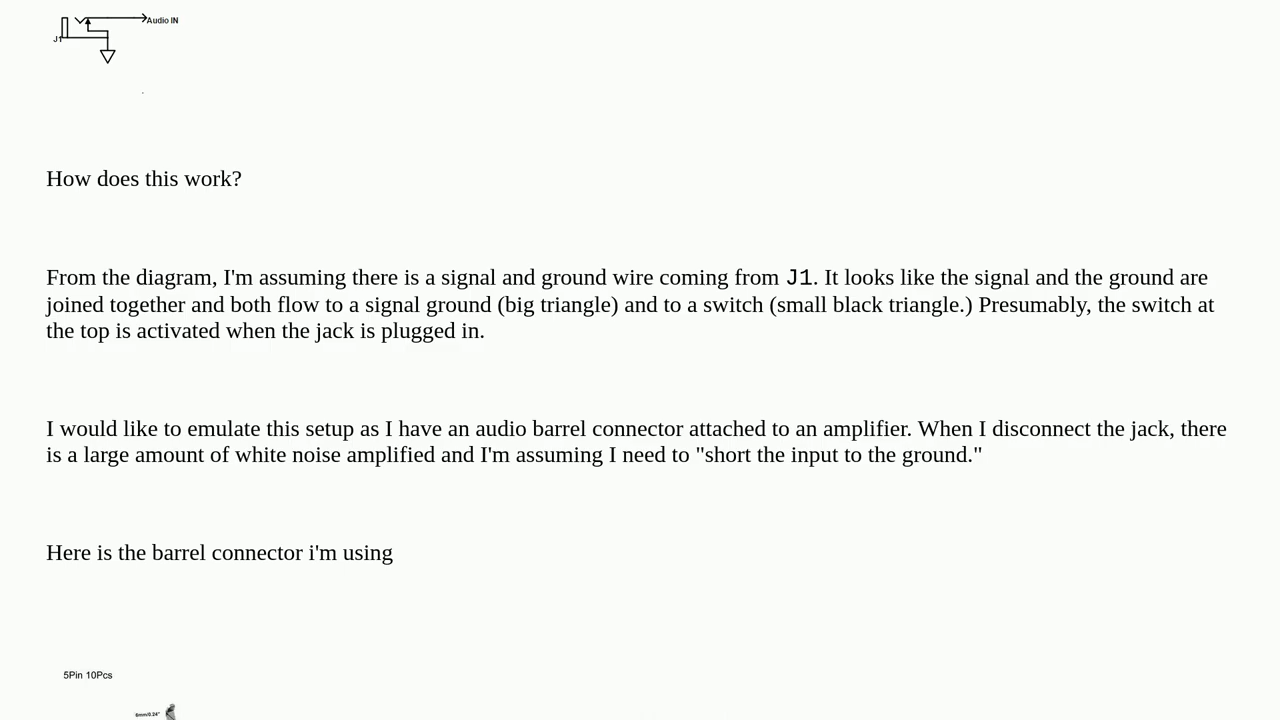 Audio IN
J1
How does this work?
From the diagram, I'm assuming there is a signal and ground wire coming from J1. It looks like the signal and the ground are
joined together and both flow to a signal ground (big triangle) and to a switch (small black triangle.) Presumably, the switch at
the top is activated when the jack is plugged in.
I would like to emulate this setup as I have an audio barrel connector attached to an amplifier. When I disconnect the jack, there
is a large amount of white noise amplified and I'm assuming I need to "short the input to the ground."
Here is the barrel connector i'm using
5Pin 10Pcs
6mm/0.24"